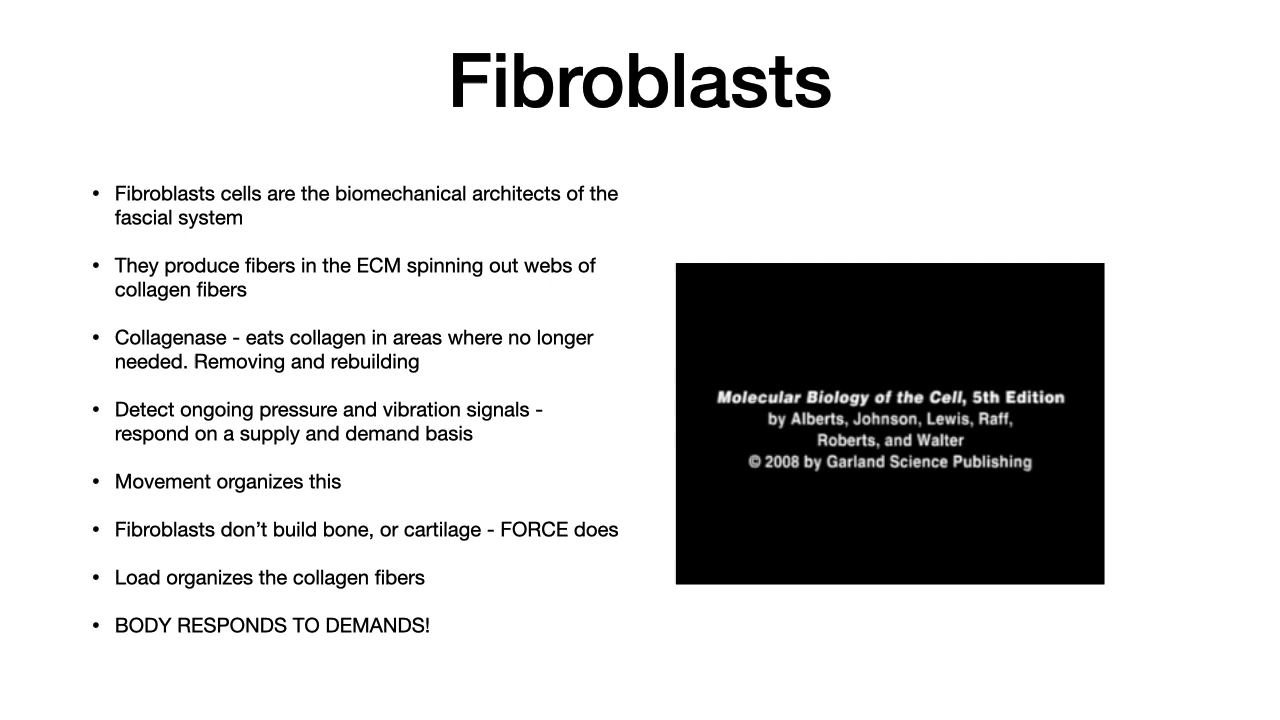 Fibroblasts
• Fibroblasts cells are the biomechanical architects of the
fascial system
• They produce fibers in the ECM spinning out webs of
collagen fibers
• Collagenase - eats collagen in areas where no longer
needed. Removing and rebuilding
• Detect ongoing pressure and vibration signals -
respond on a supply and demand basis
• Movement organizes this
• Fibroblasts don’t build bone, or cartilage - FORCE does
• Load organizes the collagen fibers
• BODY RESPONDS TO DEMANDS!
Molecular Biology of the Cell, 5th Edition
by Alberts, Johnson, Lewis, Raff,
Roberts, and Walter
© 2008 by Garland Science Publishing